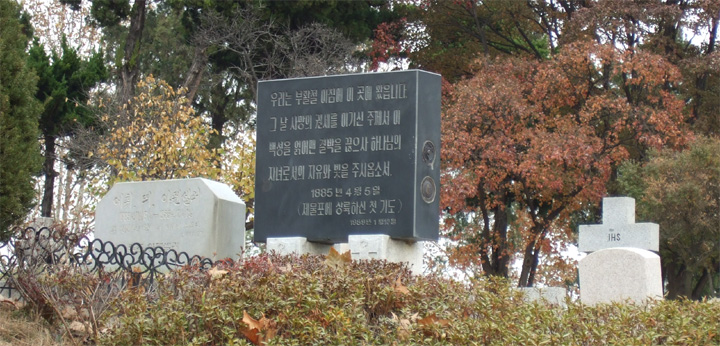 우리는 부활절 아침에 이 곳에 왔읍니다
그 날 사망의 권세를 이기신 주께서 이
백성을 얽어맨 결박을 끊으사 하나님의
자녀로서의 자유와 빛을 주시옵소서.
1885 년 4 월 5 일
(제물포에 상륙하신 첫 기도)
IHS